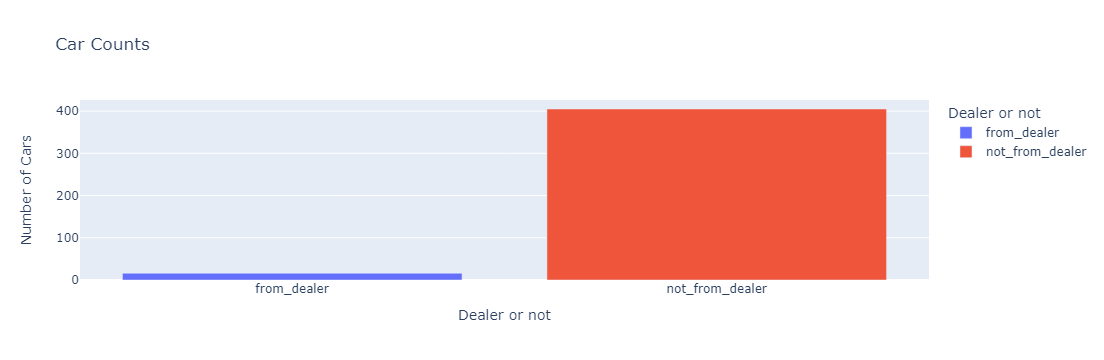 Car Counts
Number of Cars
400
300
200
100
0
from_dealer
not_from_dealer
Dealer or not
Dealer or not
from_dealer
not_from_dealer